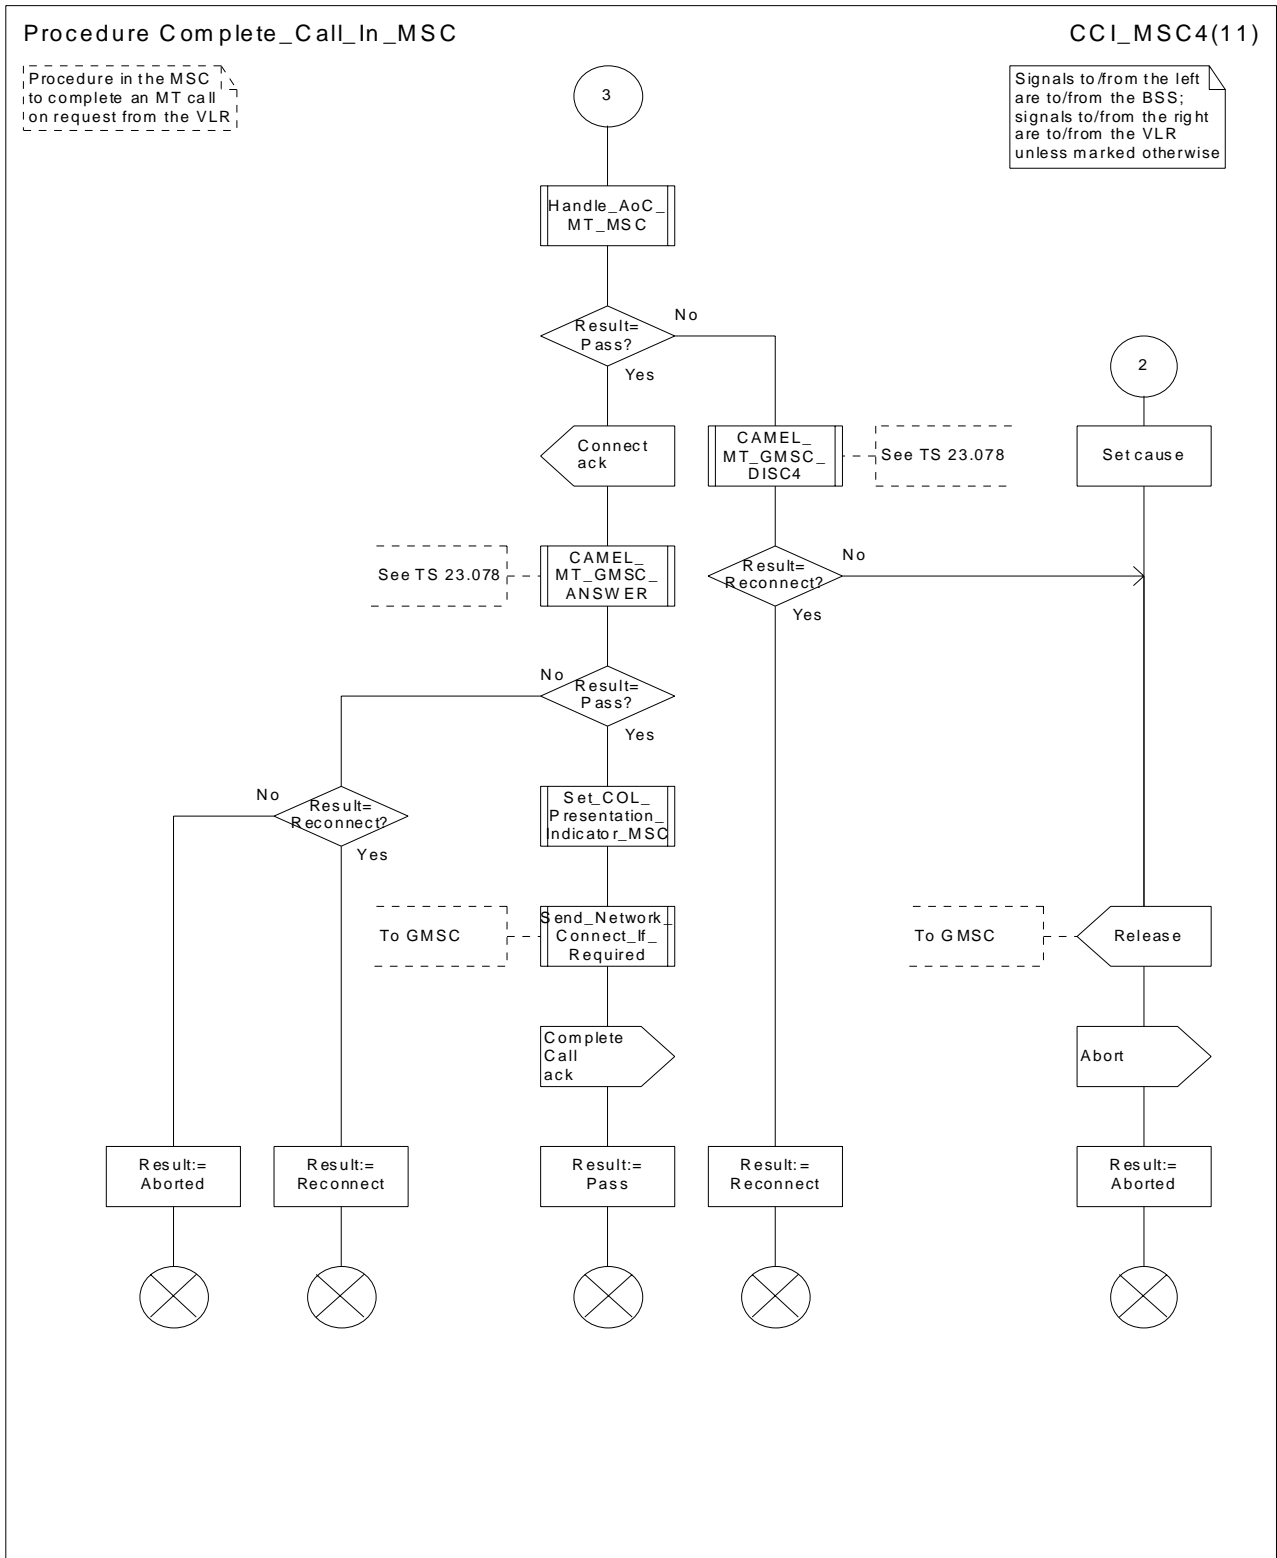 Procedure Complete_Call_In_MSC
CCI_MSC4(11)
Procedure in the MSC
to complete an MT call
on request from the VLR
Signals to/from the left
are to/from the BSS;
signals to/from the right
are to/from the VLR
unless marked otherwise
3
Handle_AoC_
MT_MSC
Result=
Pass?
No
Yes
2
Connect
ack
CAMEL_
MT_GMSC_
DISC4
See TS 23.078
Set cause
See TS 23.078
CAMEL_
MT_GMSC_
ANSWER
Result=
Reconnect?
No
Yes
No
Result=
Pass?
Yes
No
Result=
Reconnect?
Yes
Set_COL_
Presentation_
Indicator_MSC
To GMSC
Send_Network_
Connect_If_
Required
To GMSC
Release
Complete
Call
ack
Abort
Result:=
Aborted
Result:=
Reconnect
Result:=
Pass
Result:=
Reconnect
Result:=
Aborted